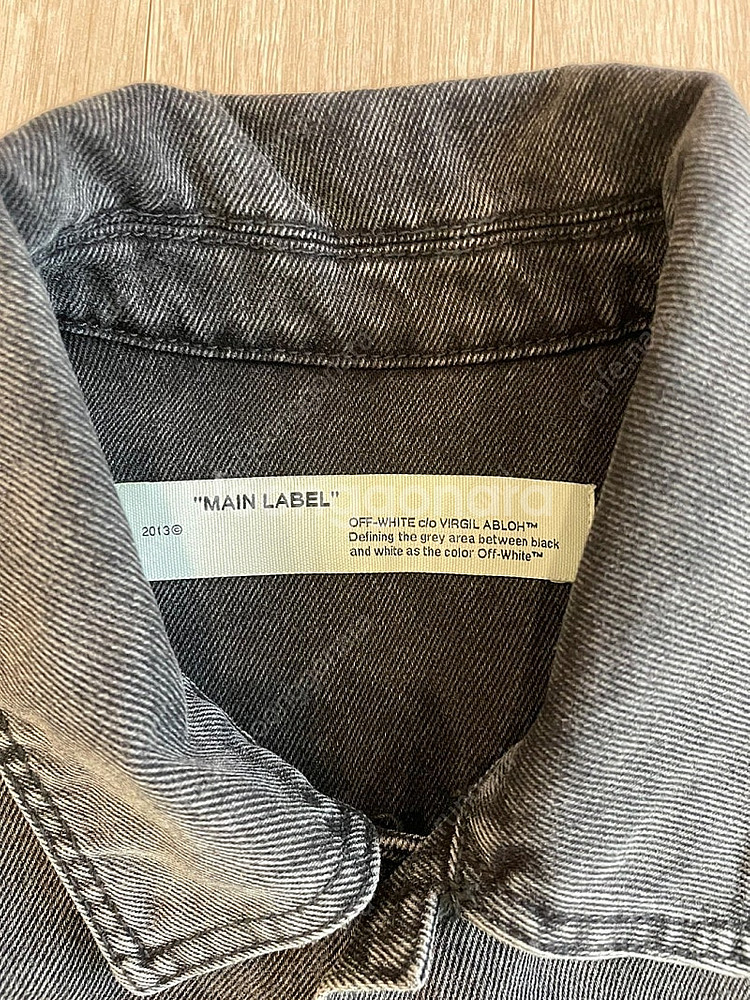 "MAIN LABEL"
2013©
OFF-WHITE c/o VIRGIL ABLOH™
Defining the grey area between black
and white as the color Off-White™